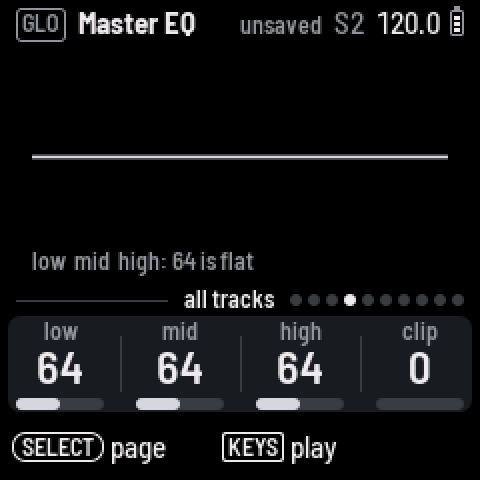 GLO Master EQ unsaved S2 120.0
low mid high: 64 is flat
all tracks
low mid high clip
64 64 64 0
SELECT page KEYS play